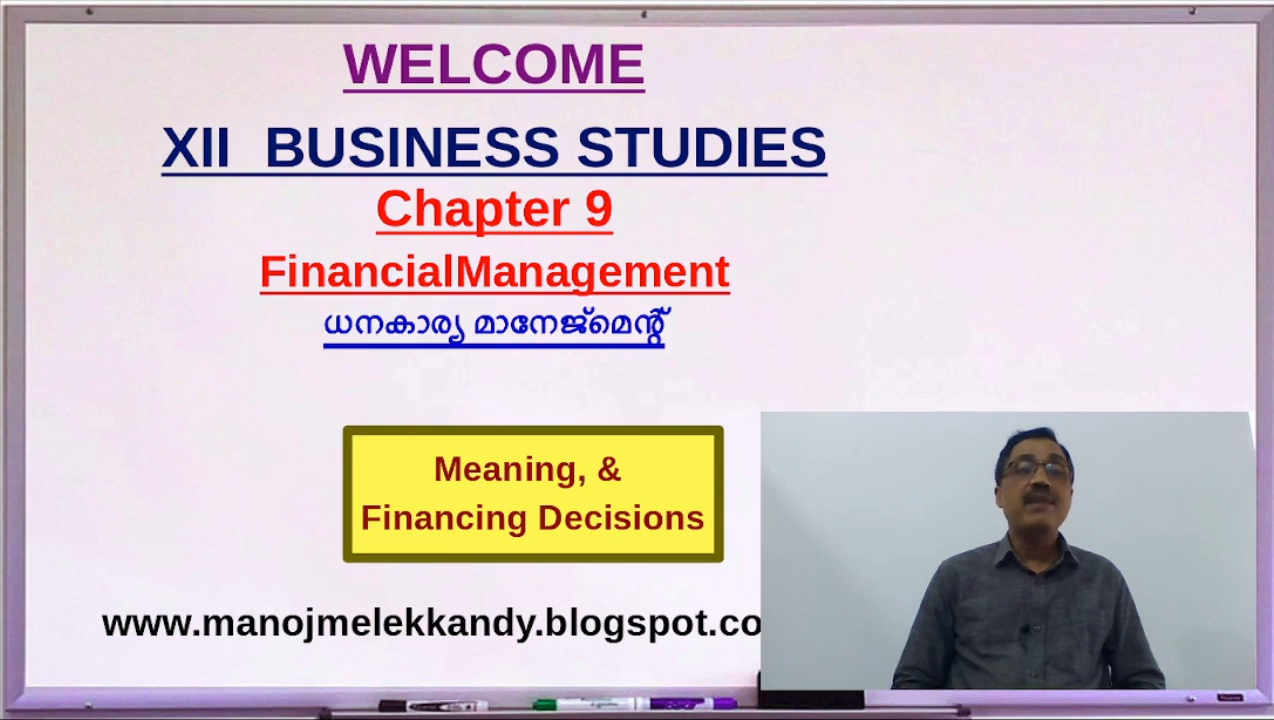 WELCOME
XII BUSINESS STUDIES
Chapter 9
FinancialManagement
ധനകാര്യ മാനേജ്മെന്റ്
Meaning, &
Financing Decisions
www.manojmelekkandy.blogspot.co